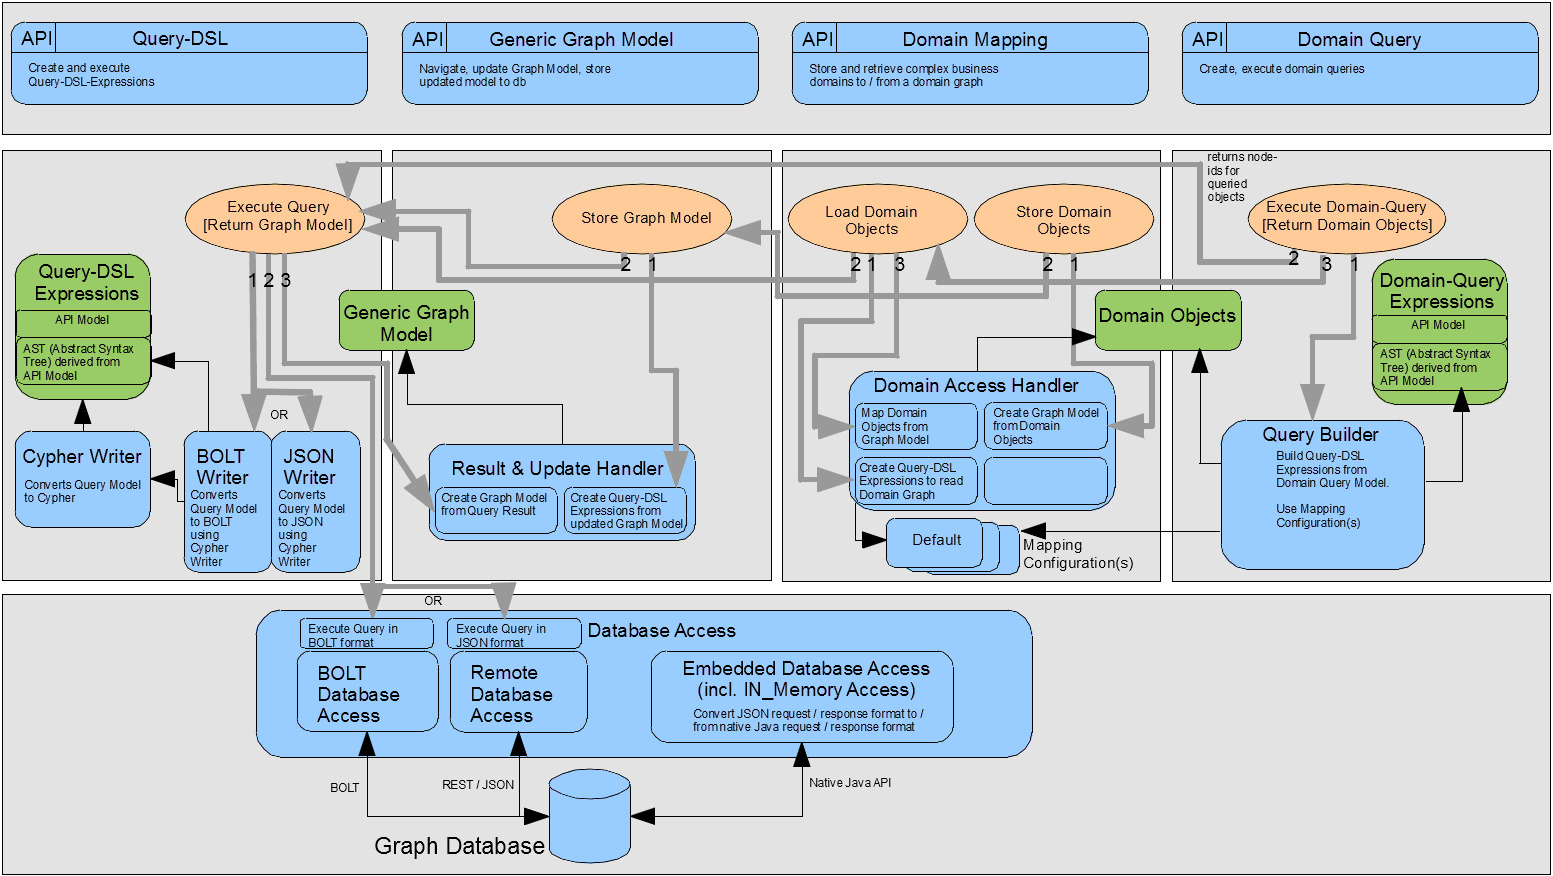 API
Query-DSL
Create and execute
Query-DSL-Expressions
API
Generic Graph Model
Navigate, update Graph Model, store
updated model to db
API
Domain Mapping
Store and retrieve complex business
domains to / from a domain graph
API
Domain Query
Create, execute domain queries
returns node-
ids for
queried
objects
Execute Query
[Return Graph Model]
Store Graph Model
Load Domain
Objects
Store Domain
Objects
Execute Domain-Query
[Return Domain Objects]
1 2 3
2 1
2 1 3
2 1
2 3 1
Query-DSL
Expressions
API Model
AST (Abstract Syntax
Tree) derived from
API Model
Generic Graph
Model
Domain Objects
Domain-Query
Expressions
API Model
AST (Abstract Syntax
Tree) derived from
API Model
OR
Cypher Writer
Converts Query Model
to Cypher
BOLT
Writer
Converts
Query Model
to BOLT
using
Cypher
Writer
JSON
Writer
Converts
Query Model
to JSON
using
Cypher
Writer
Result & Update Handler
Create Graph Model
from Query Result
Create Query-DSL
Expressions from
updated Graph Model
Domain Access Handler
Map Domain
Objects from
Graph Model
Create Graph Model
from Domain
Objects
Create Query-DSL
Expressions to read
Domain Graph
Default
Mapping
Configuration(s)
Query Builder
Build Query-DSL
Expressions from
Domain Query Model.
Use Mapping
Configuration(s)
OR
Execute Query in
BOLT format
Execute Query in
JSON format
Database Access
BOLT
Database
Access
Remote
Database
Access
Embedded Database Access
(incl. IN_Memory Access)
Convert JSON request / response format to /
from native Java request / response format
BOLT
REST / JSON
Native Java API
Graph Database